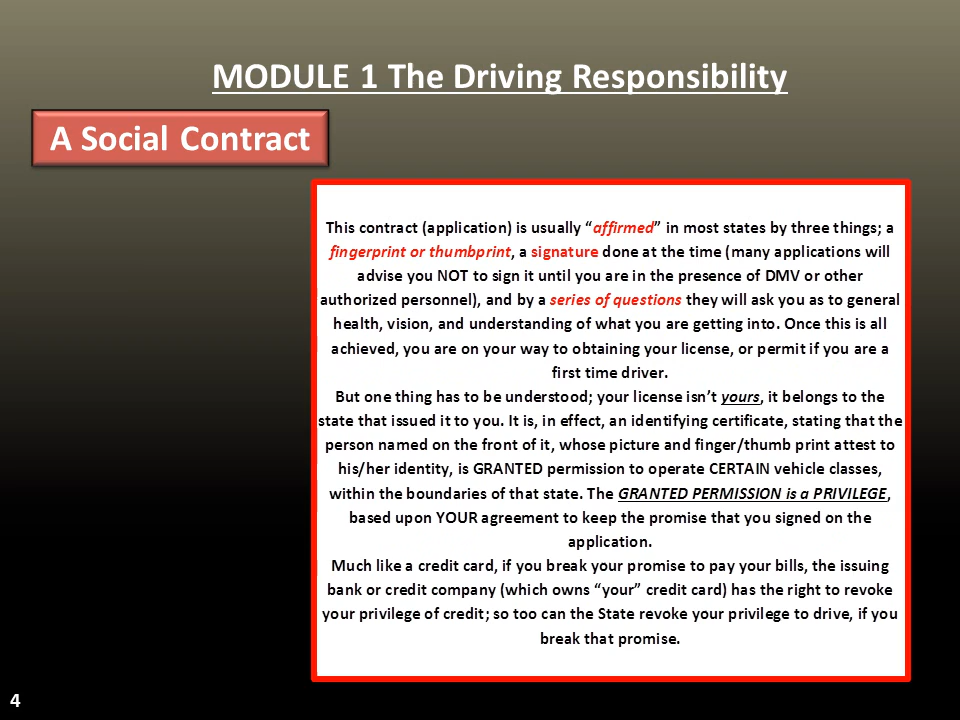 MODULE 1 The Driving Responsibility
A Social Contract
This contract (application) is usually “affirmed” in most states by three things; a
fingerprint or thumbprint, a signature done at the time (many applications will
advise you NOT to sign it until you are in the presence of DMV or other
authorized personnel), and by a series of questions they will ask you as to general
health, vision, and understanding of what you are getting into. Once this is all
achieved, you are on your way to obtaining your license, or permit if you are a
first time driver.
But one thing has to be understood; your license isn’t yours, it belongs to the
state that issued it to you. It is, in effect, an identifying certificate, stating that the
person named on the front of it, whose picture and finger/thumb print attest to
his/her identity, is GRANTED permission to operate CERTAIN vehicle classes,
within the boundaries of that state. The GRANTED PERMISSION is a PRIVILEGE,
based upon YOUR agreement to keep the promise that you signed on the
application.
Much like a credit card, if you break your promise to pay your bills, the issuing
bank or credit company (which owns “your” credit card) has the right to revoke
your privilege of credit; so too can the State revoke your privilege to drive, if you
break that promise.
4